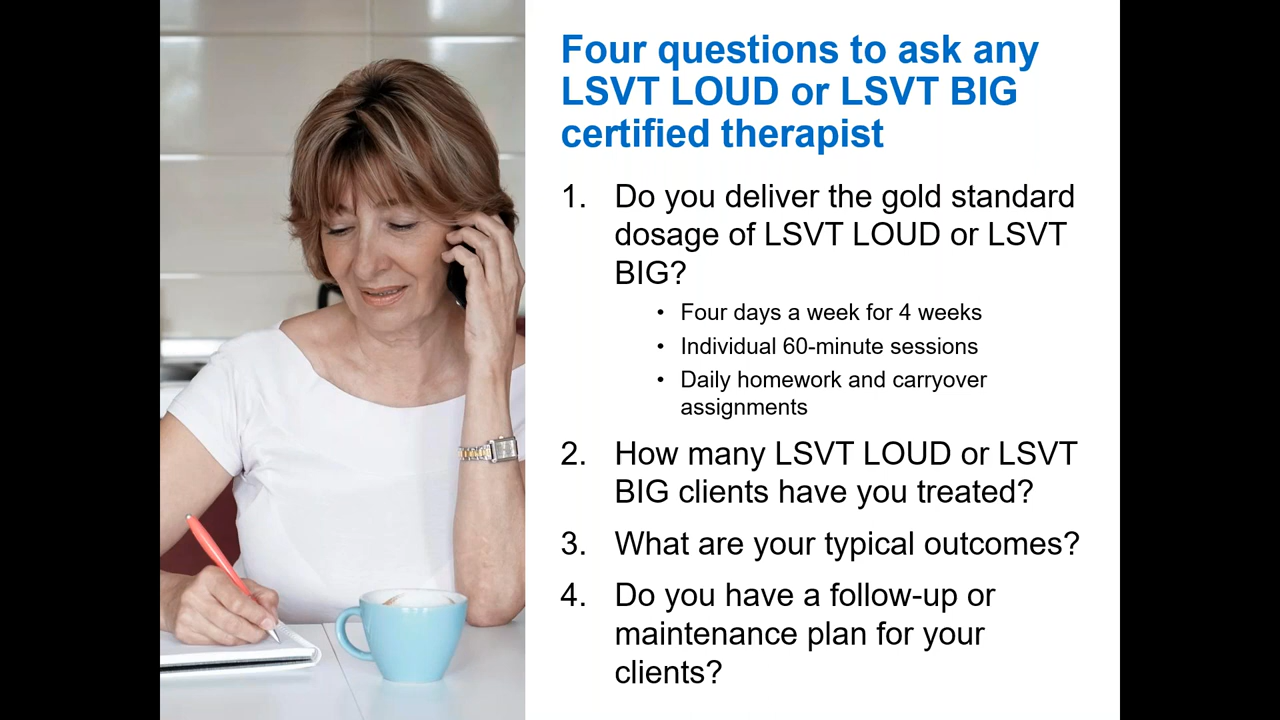 Four questions to ask any
LSVT LOUD or LSVT BIG
certified therapist
1. Do you deliver the gold standard
dosage of LSVT LOUD or LSVT
BIG?
• Four days a week for 4 weeks
• Individual 60-minute sessions
• Daily homework and carryover
assignments
2. How many LSVT LOUD or LSVT
BIG clients have you treated?
3. What are your typical outcomes?
4. Do you have a follow-up or
maintenance plan for your
clients?